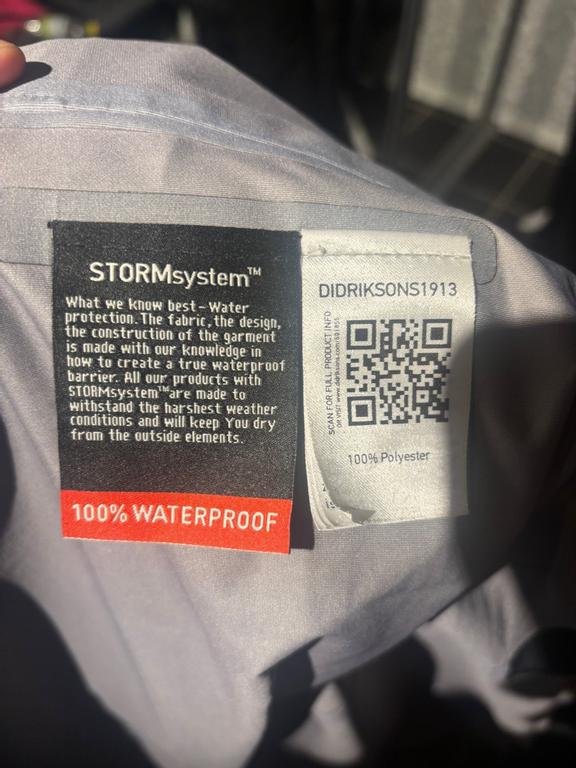 STORMsystem™
What we know best-Water
protection. The fabric, the design,
the construction of the garment
is made with our knowledge in
how to create a true waterproof
barrier. All our products with
STORMsystem™are made to
withstand the harshest weather
conditions and will keep You dry
from the outside elements.
100% WATERPROOF
DIDRIKSONS1913
SCAN FOR FULL PRODUCT INFO
OR VISIT
100% Polyester